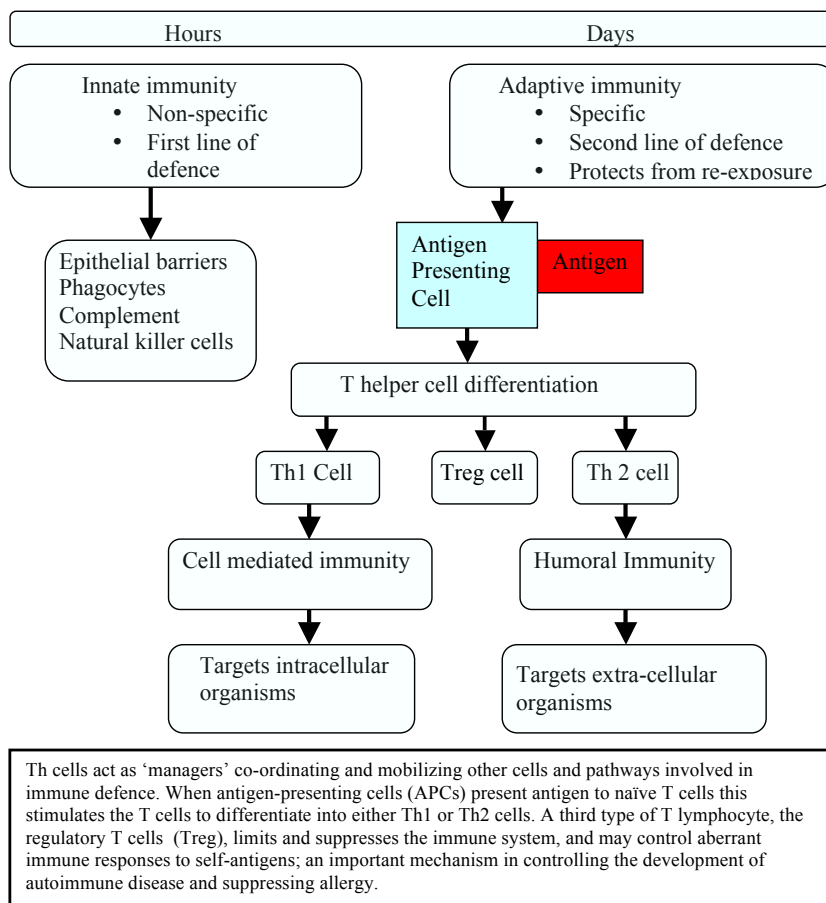 Hours Days
Innate immunity
• Non-specific
• First line of
defence
Adaptive immunity
• Specific
• Second line of defence
• Protects from re-exposure
Epithelial barriers
Phagocytes
Complement
Natural killer cells
Antigen
Presenting
Cell
Antigen
T helper cell differentiation
Th1 Cell
Treg cell
Th 2 cell
Cell mediated immunity
Humoral Immunity
Targets intracellular
organisms
Targets extra-cellular
organisms
Th cells act as ‘managers’ co-ordinating and mobilizing other cells and pathways involved in
immune defence. When antigen-presenting cells (APCs) present antigen to naïve T cells this
stimulates the T cells to differentiate into either Th1 or Th2 cells. A third type of T lymphocyte, the
regulatory T cells (Treg), limits and suppresses the immune system, and may control aberrant
immune responses to self-antigens; an important mechanism in controlling the development of
autoimmune disease and suppressing allergy.